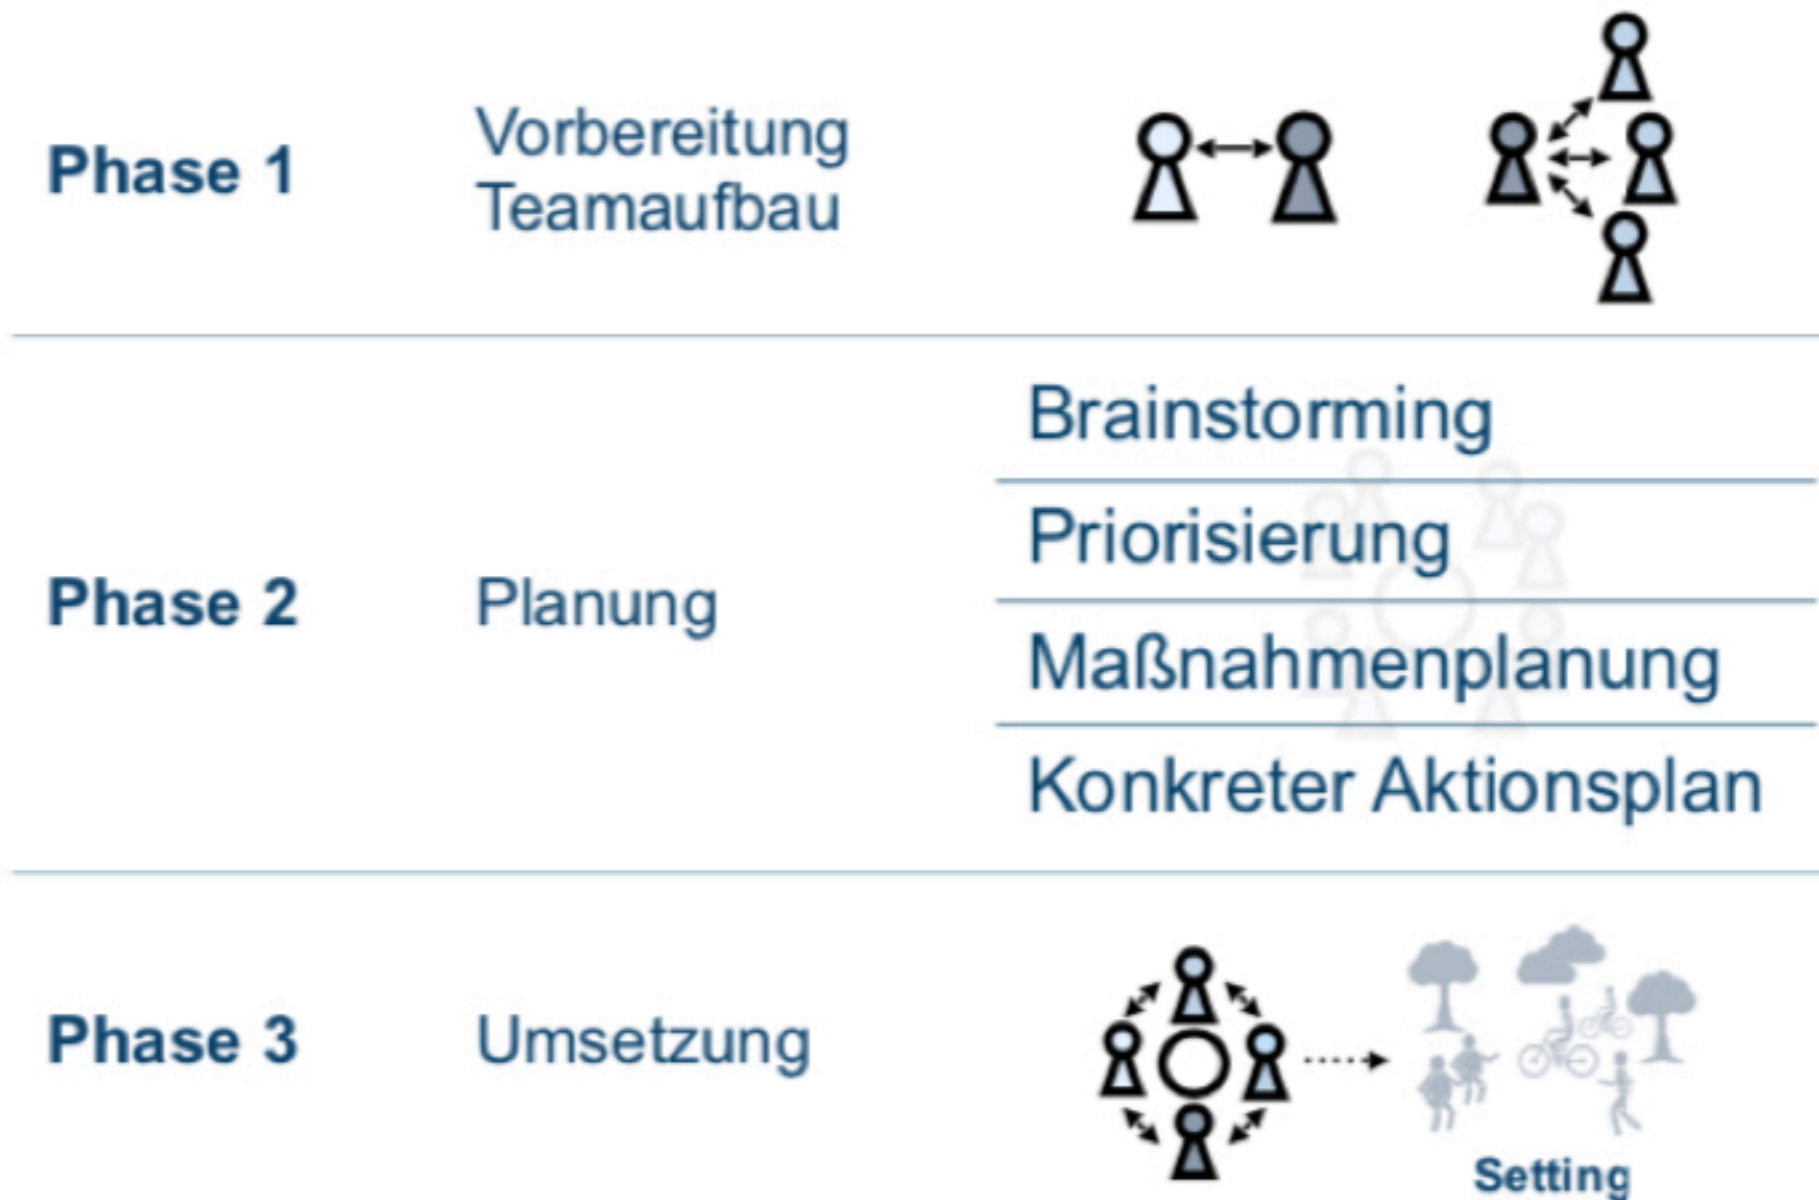 Phase 1
Vorbereitung
Teamaufbau
Phase 2
Planung
Brainstorming
Priorisierung
Maßnahmenplanung
Konkreter Aktionsplan
Phase 3
Umsetzung
Setting